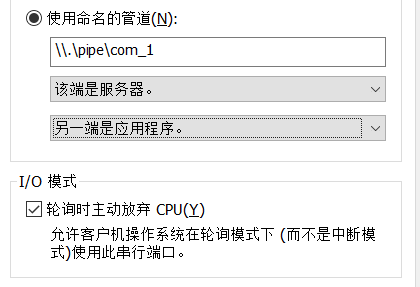 使用命名的管道(N):
\\.\pipe\com_1
该端是服务器。
另一端是应用程序。
I/O 模式
轮询时主动放弃 CPU(Y)
允许客户机操作系统在轮询模式下 (而不是中断模
式)使用此串行端口。